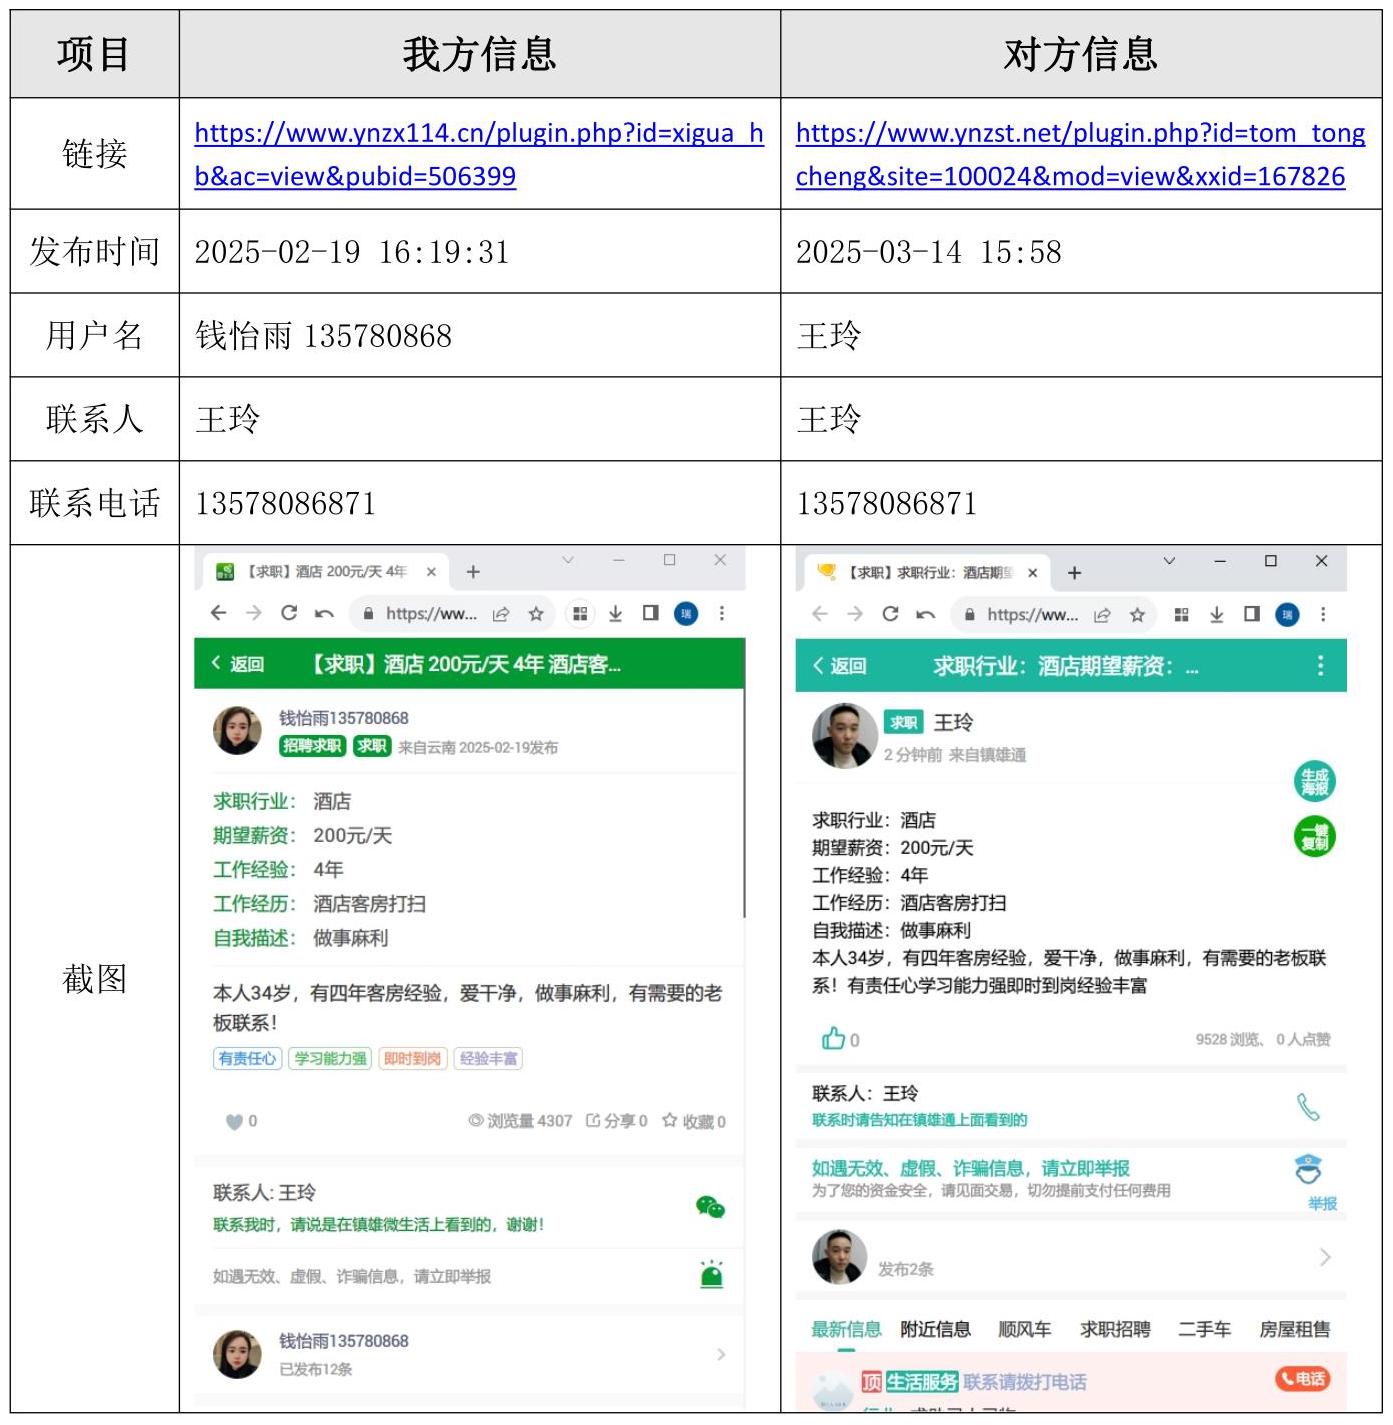 项目 我方信息 对方信息
链接 https://www.ynzx114.cn/plugin.php?id=xigua_h https://www.ynzst.net/plugin.php?id=tom_tong
b&ac=view&pubid=506399 cheng&site=100024&mod=view&xxid=167826
发布时间 2025-02-19 16:19:31 2025-03-14 15:58
用户名 钱怡雨135780868 王玲
联系人 王玲 王玲
联系电话 13578086871 13578086871
截图
【求职】酒店 200元/天 4年
https://ww...
瑞
返回 【求职】酒店 200元/天 4年 酒店客...
钱怡雨135780868
招聘求职 求职 来自云南 2025-02-19发布
求职行业： 酒店
期望薪资： 200元/天
工作经验： 4年
工作经历： 酒店客房打扫
自我描述： 做事麻利
本人34岁，有四年客房经验，爱干净，做事麻利，有需要的老
板联系！
有责任心 学习能力强 即时到岗 经验丰富
0 浏览量 4307 分享 0 收藏 0
联系人: 王玲
联系我时，请说是在镇雄微生活上看到的，谢谢！
如遇无效、虚假、诈骗信息，请立即举报
钱怡雨135780868
已发布12条
【求职】求职行业：酒店期望
https://ww...
瑞
返回 求职行业：酒店期望薪资：...
求职 王玲
2 分钟前 来自镇雄通
生成
海报
一键
复制
求职行业：酒店
期望薪资：200元/天
工作经验：4年
工作经历：酒店客房打扫
自我描述：做事麻利
本人34岁，有四年客房经验，爱干净，做事麻利，有需要的老板联
系！有责任心学习能力强即时到岗经验丰富
0 9528 浏览、 0 人点赞
联系人：王玲
联系时请告知在镇雄通上面看到的
如遇无效、虚假、诈骗信息，请立即举报
为了您的资金安全，请见面交易，切勿提前支付任何费用
举报
发布2条
最新信息 附近信息 顺风车 求职招聘 二手车 房屋租售
顶 生活服务 联系请拨打电话 电话